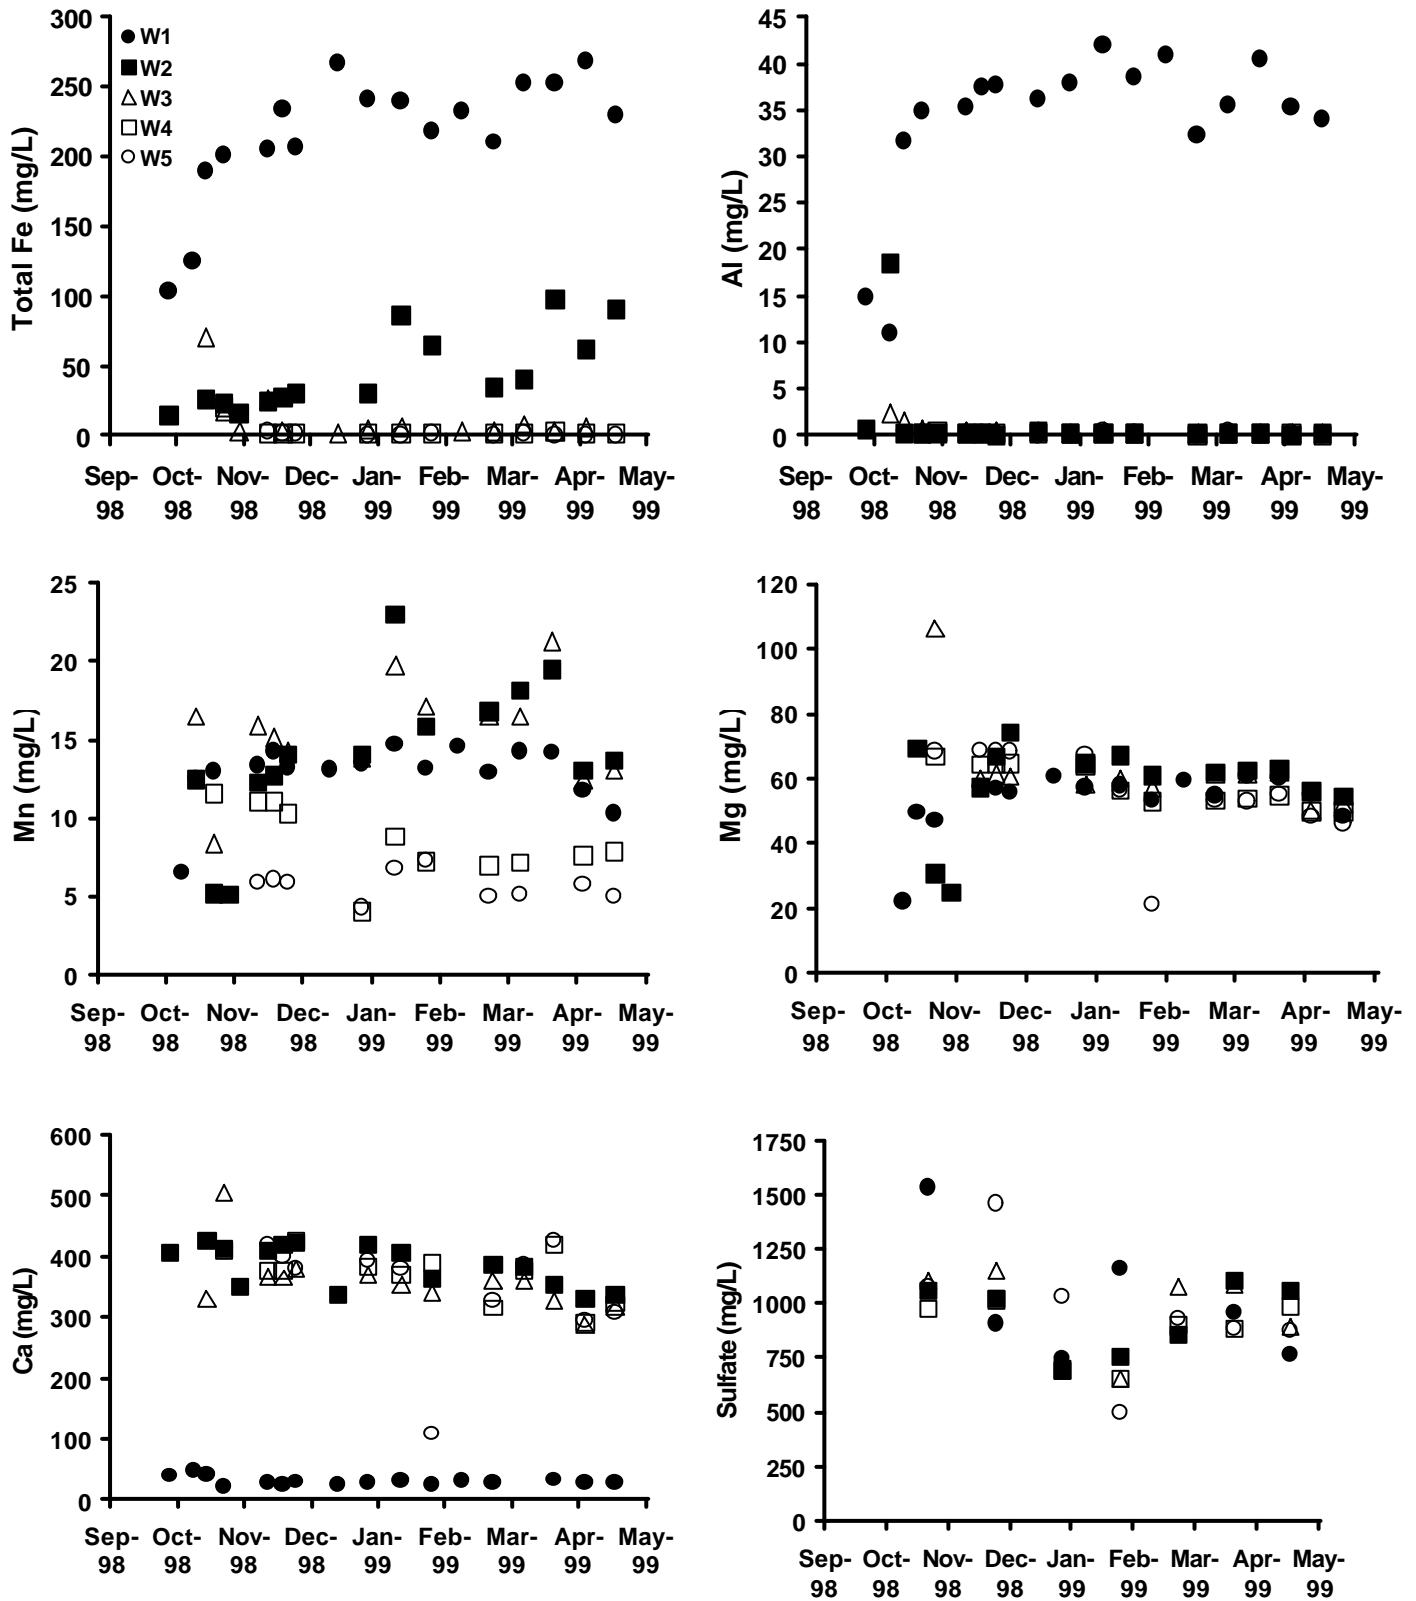 300
250
200
150
100
50
0
Total Fe (mg/L)
W1
W2
W3
W4
W5
Sep- Oct- Nov- Dec- Jan- Feb- Mar- Apr- May-
98 98 98 98 99 99 99 99 99
45
40
35
30
25
20
15
10
5
0
Al (mg/L)
Sep- Oct- Nov- Dec- Jan- Feb- Mar- Apr- May-
98 98 98 98 99 99 99 99 99
25
20
15
10
5
0
Mn (mg/L)
Sep- Oct- Nov- Dec- Jan- Feb- Mar- Apr- May-
98 98 98 98 99 99 99 99 99
120
100
80
60
40
20
0
Mg (mg/L)
Sep- Oct- Nov- Dec- Jan- Feb- Mar- Apr- May-
98 98 98 98 99 99 99 99 99
600
500
400
300
200
100
0
Ca (mg/L)
Sep- Oct- Nov- Dec- Jan- Feb- Mar- Apr- May-
98 98 98 98 99 99 99 99 99
1750
1500
1250
1000
750
500
250
0
Sulfate (mg/L)
Sep- Oct- Nov- Dec- Jan- Feb- Mar- Apr- May-
98 98 98 98 99 99 99 99 99